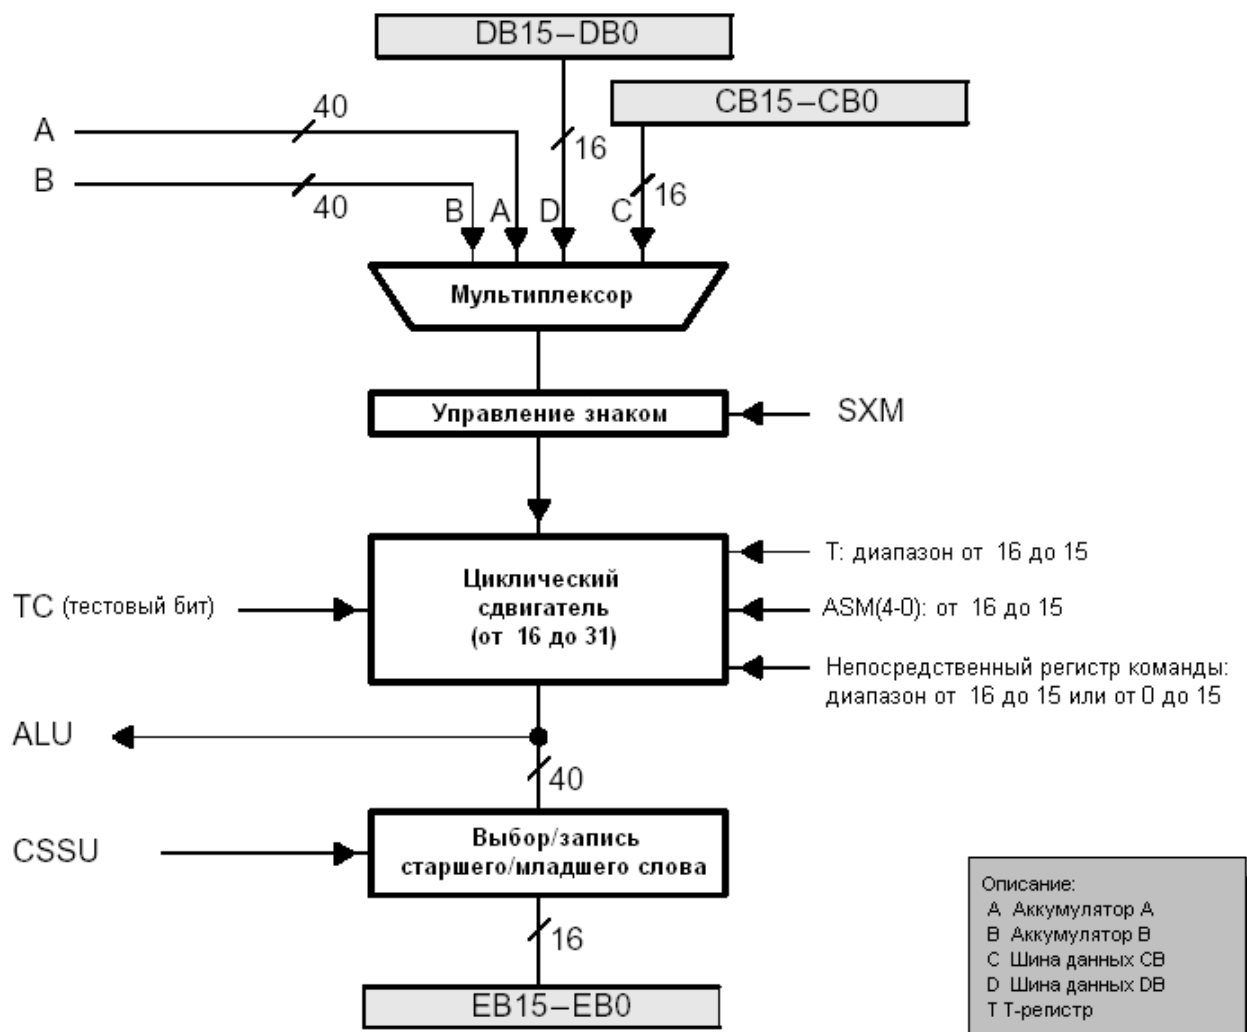 DB15–DB0
CB15–CB0
40
A
16
B
40
16
B A D C
Мультиплексор
Управление знаком
SXM
T: диапазон от 16 до 15
Циклический
сдвигатель
(от 16 до 31)
TC (тестовый бит)
ASM(4-0): от 16 до 15
Непосредственный регистр команды:
диапазон от 16 до 15 или от 0 до 15
ALU
40
Выбор/запись
старшего/младшего слова
CSSU
16
EB15–EB0
Описание:
A Аккумулятор A
B Аккумулятор B
C Шина данных CB
D Шина данных DB
T T-регистр